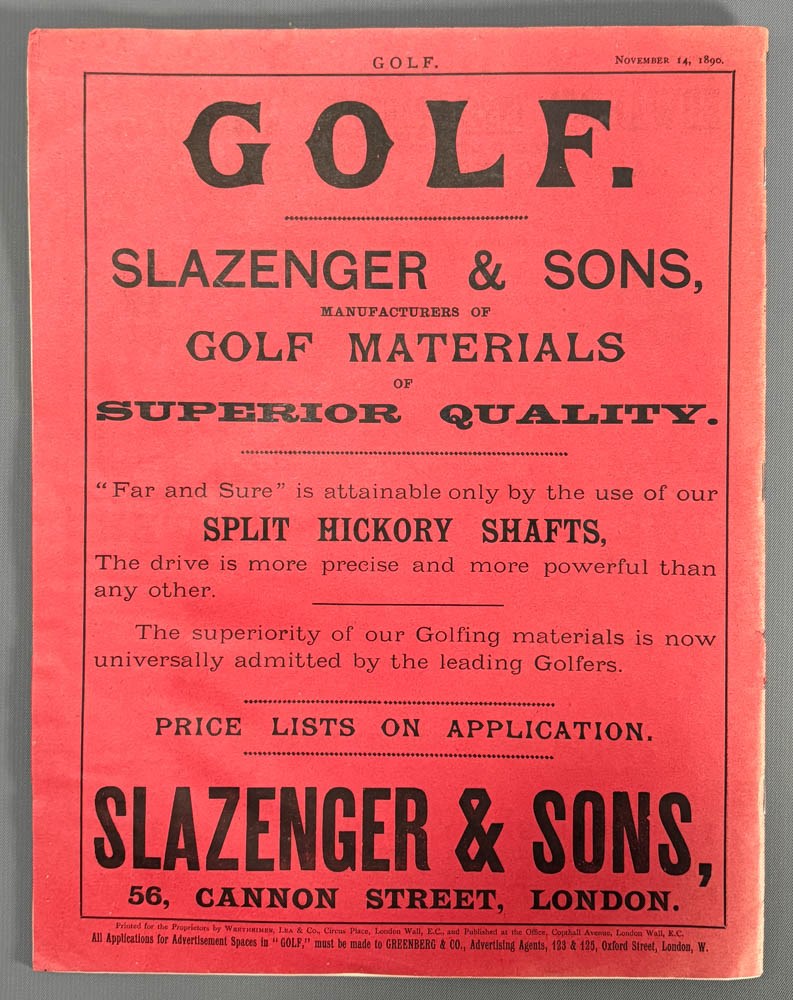 GOLF.
NOVEMBER 14, 1890.
GOLF.
SLAZENGER & SONS,
MANUFACTURERS OF
GOLF MATERIALS
OF
SUPERIOR QUALITY.
“Far and Sure” is attainable only by the use of our
SPLIT HICKORY SHAFTS,
The drive is more precise and more powerful than
any other.
The superiority of our Golfing materials is now
universally admitted by the leading Golfers.
PRICE LISTS ON APPLICATION.
SLAZENGER & SONS,
56, CANNON STREET, LONDON.
Printed for the Proprietors by WERTHEIMER, LEA & Co., Circus Place, London Wall, E.C., and Published at the Office, Copthall Avenue, London Wall, E.C.
All Applications for Advertisement Spaces in "GOLF," must be made to GREENBERG & CO., Advertising Agents, 123 & 125, Oxford Street, London, W.